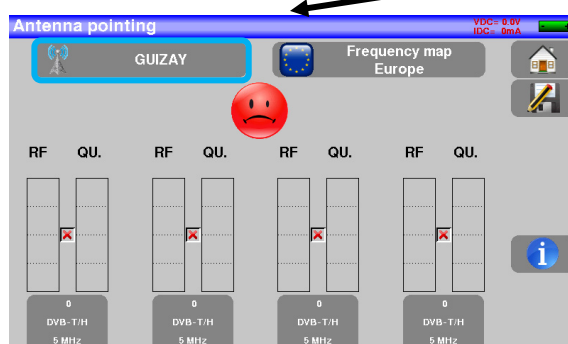 Antenna pointing
VDC= 0.0V
IDC= 0mA
GUIZAY
Frequency map
Europe
RF QU. RF QU. RF QU. RF QU.
0 0 0 0
DVB-T/H DVB-T/H DVB-T/H DVB-T/H
5 MHz 5 MHz 5 MHz 5 MHz
i